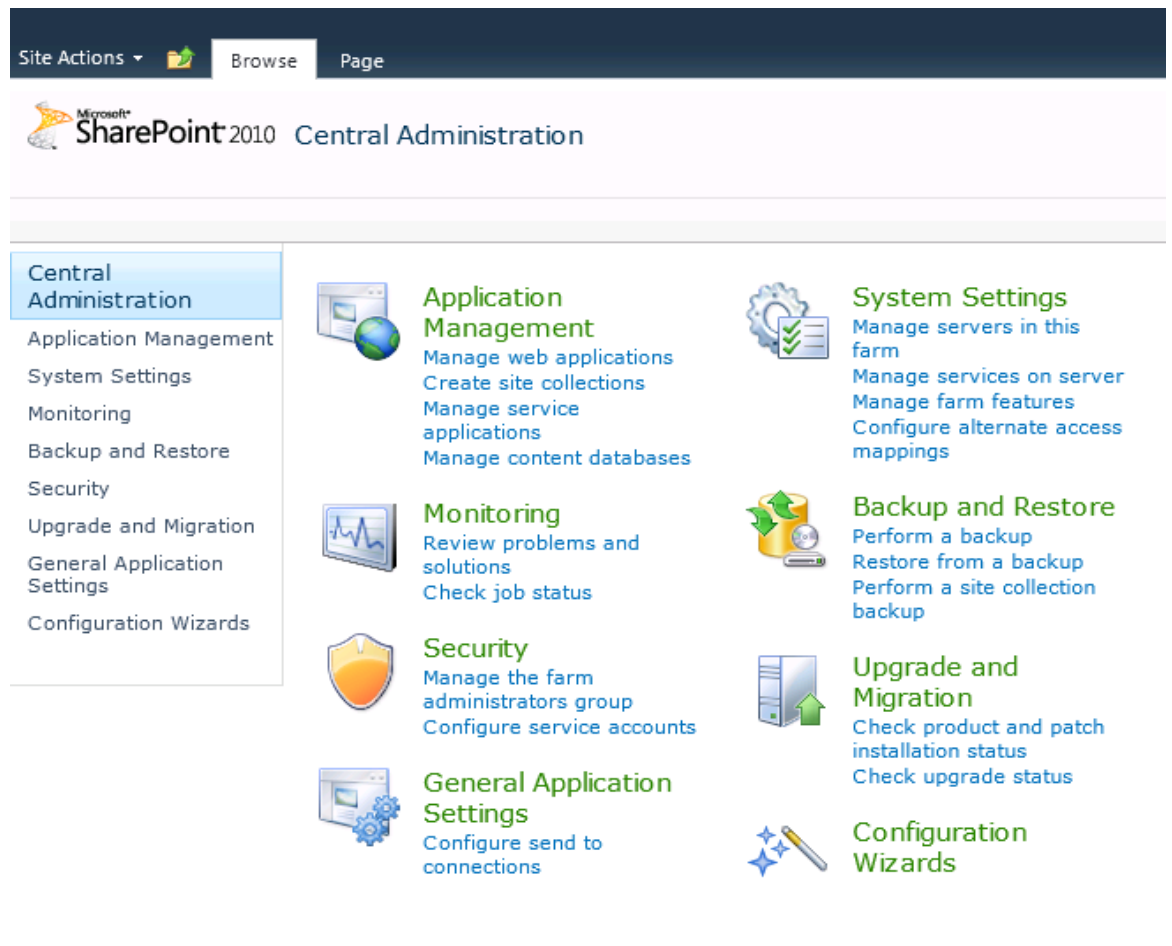 Site Actions
Browse
Page
Microsoft
SharePoint 2010 Central Administration
Central
Administration
Application Management
System Settings
Monitoring
Backup and Restore
Security
Upgrade and Migration
General Application
Settings
Configuration Wizards
Application
Management
Manage web applications
Create site collections
Manage service
applications
Manage content databases
Monitoring
Review problems and
solutions
Check job status
Security
Manage the farm
administrators group
Configure service accounts
General Application
Settings
Configure send to
connections
System Settings
Manage servers in this
farm
Manage services on server
Manage farm features
Configure alternate access
mappings
Backup and Restore
Perform a backup
Restore from a backup
Perform a site collection
backup
Upgrade and
Migration
Check product and patch
installation status
Check upgrade status
Configuration
Wizards